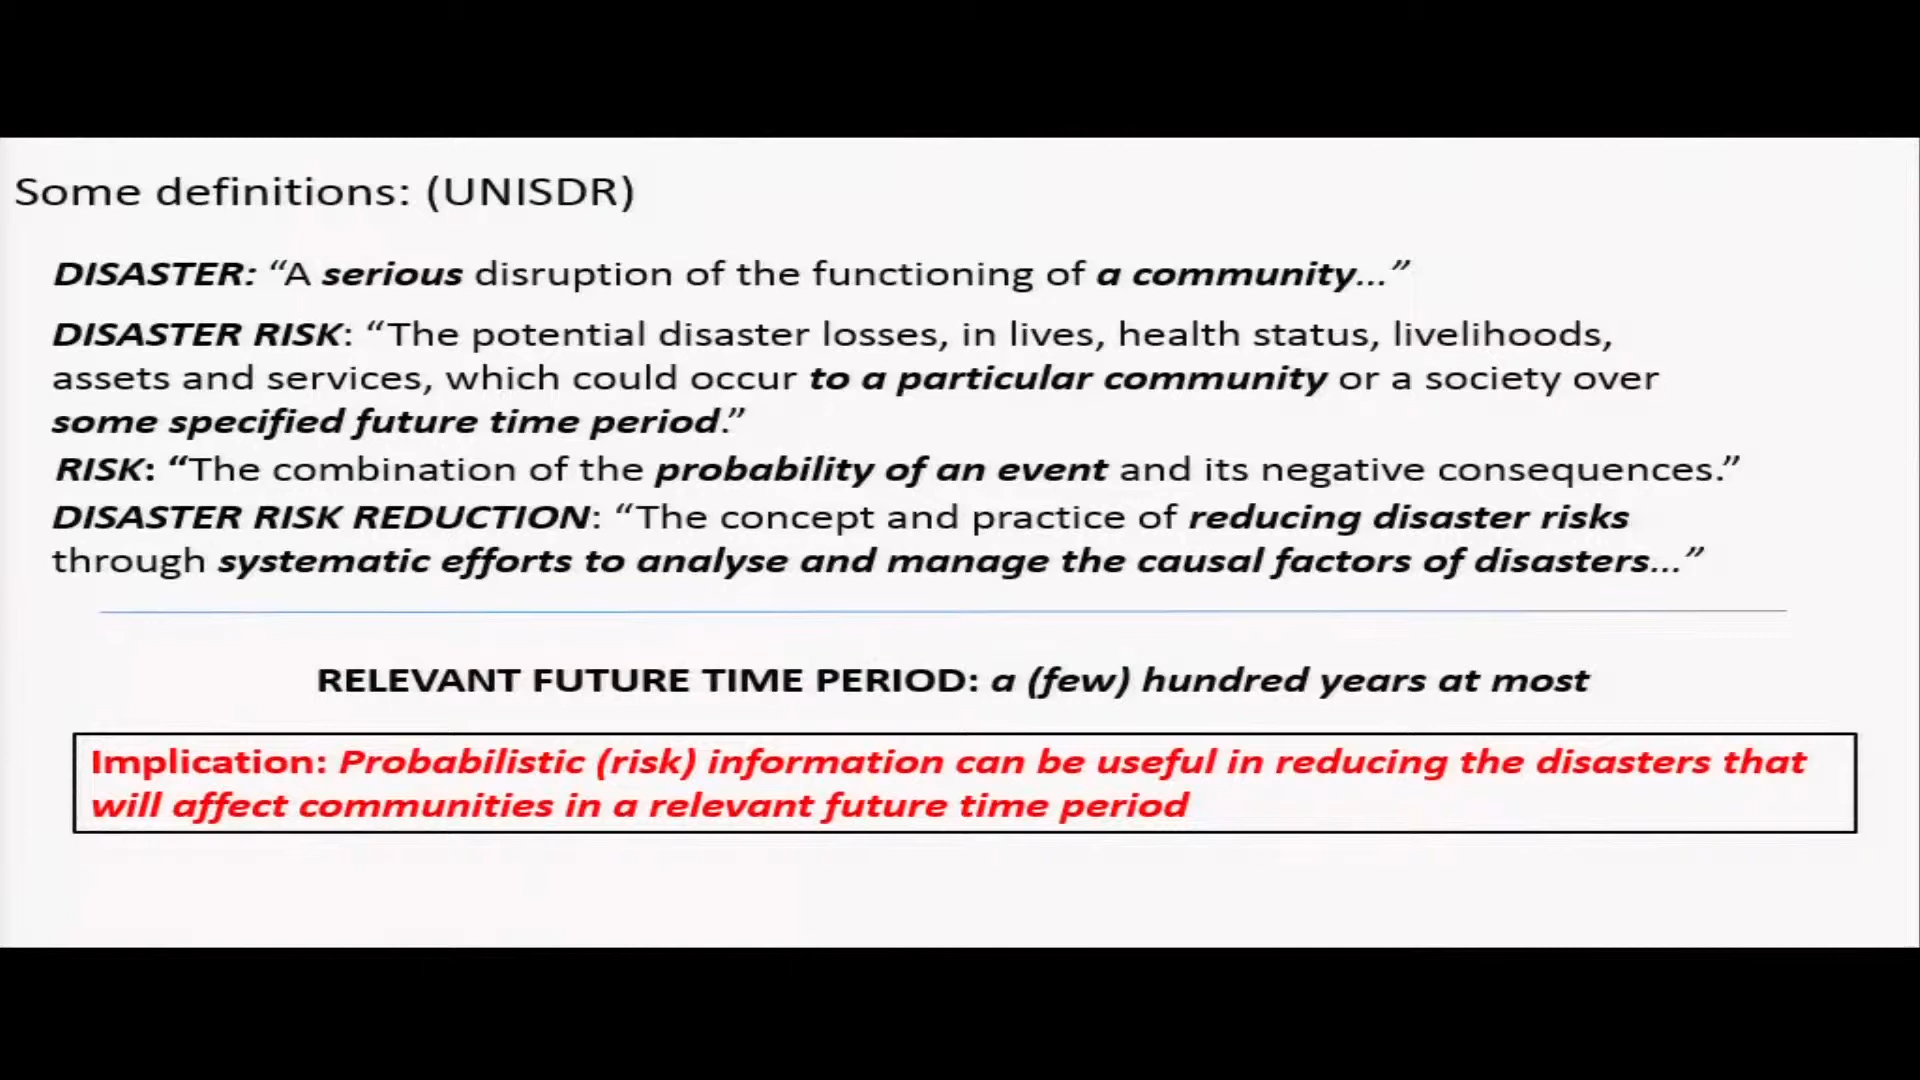 Some definitions: (UNISDR)
DISASTER: “A serious disruption of the functioning of a community...”
DISASTER RISK: “The potential disaster losses, in lives, health status, livelihoods,
assets and services, which could occur to a particular community or a society over
some specified future time period.”
RISK: “The combination of the probability of an event and its negative consequences.”
DISASTER RISK REDUCTION: “The concept and practice of reducing disaster risks
through systematic efforts to analyse and manage the causal factors of disasters...”
RELEVANT FUTURE TIME PERIOD: a (few) hundred years at most
Implication: Probabilistic (risk) information can be useful in reducing the disasters that
will affect communities in a relevant future time period